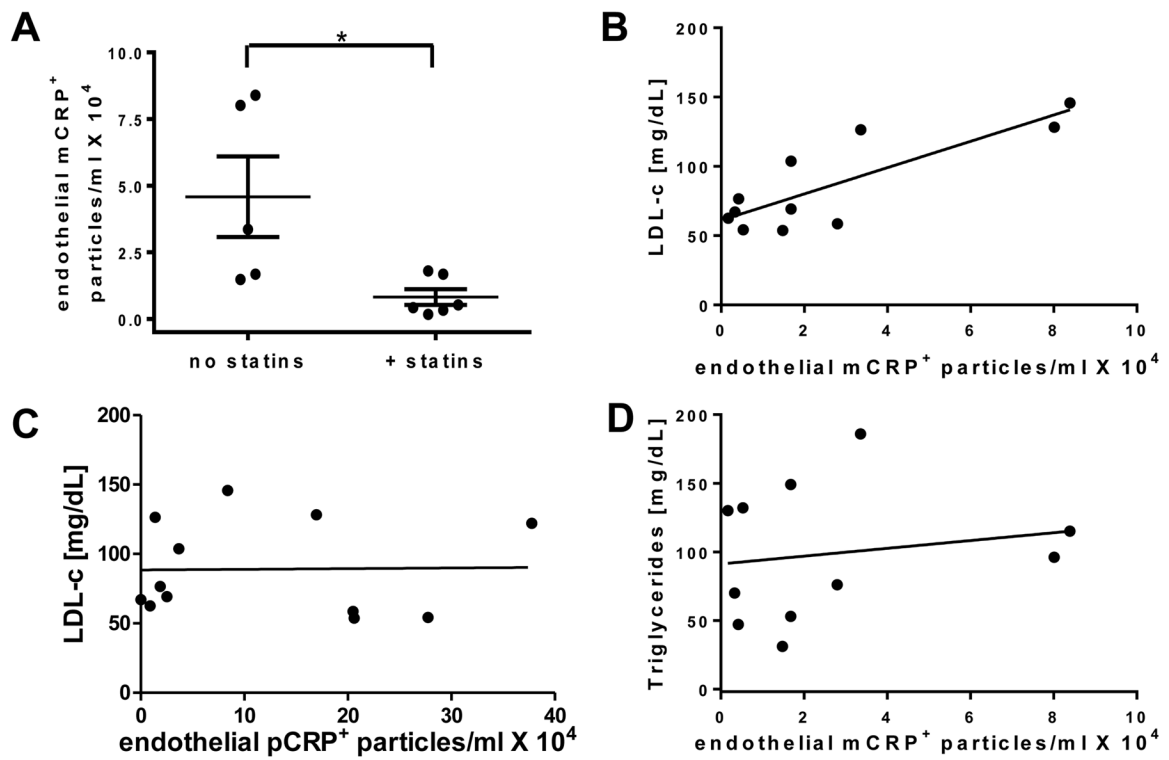 A
endothelial mCRP+
particles/ml X 10^4
10.0
7.5
5.0
2.5
0.0
*
no statins
+ statins
B
LDL-c [mg/dL]
200
150
100
50
0
0 2 4 6 8 10
endothelial mCRP+ particles/ml X 10^4
C
LDL-c [mg/dL]
200
150
100
50
0
0 10 20 30 40
endothelial pCRP+ particles/ml X 10^4
D
Triglycerides [mg/dL]
200
150
100
50
0
0 2 4 6 8 10
endothelial mCRP+ particles/ml X 10^4